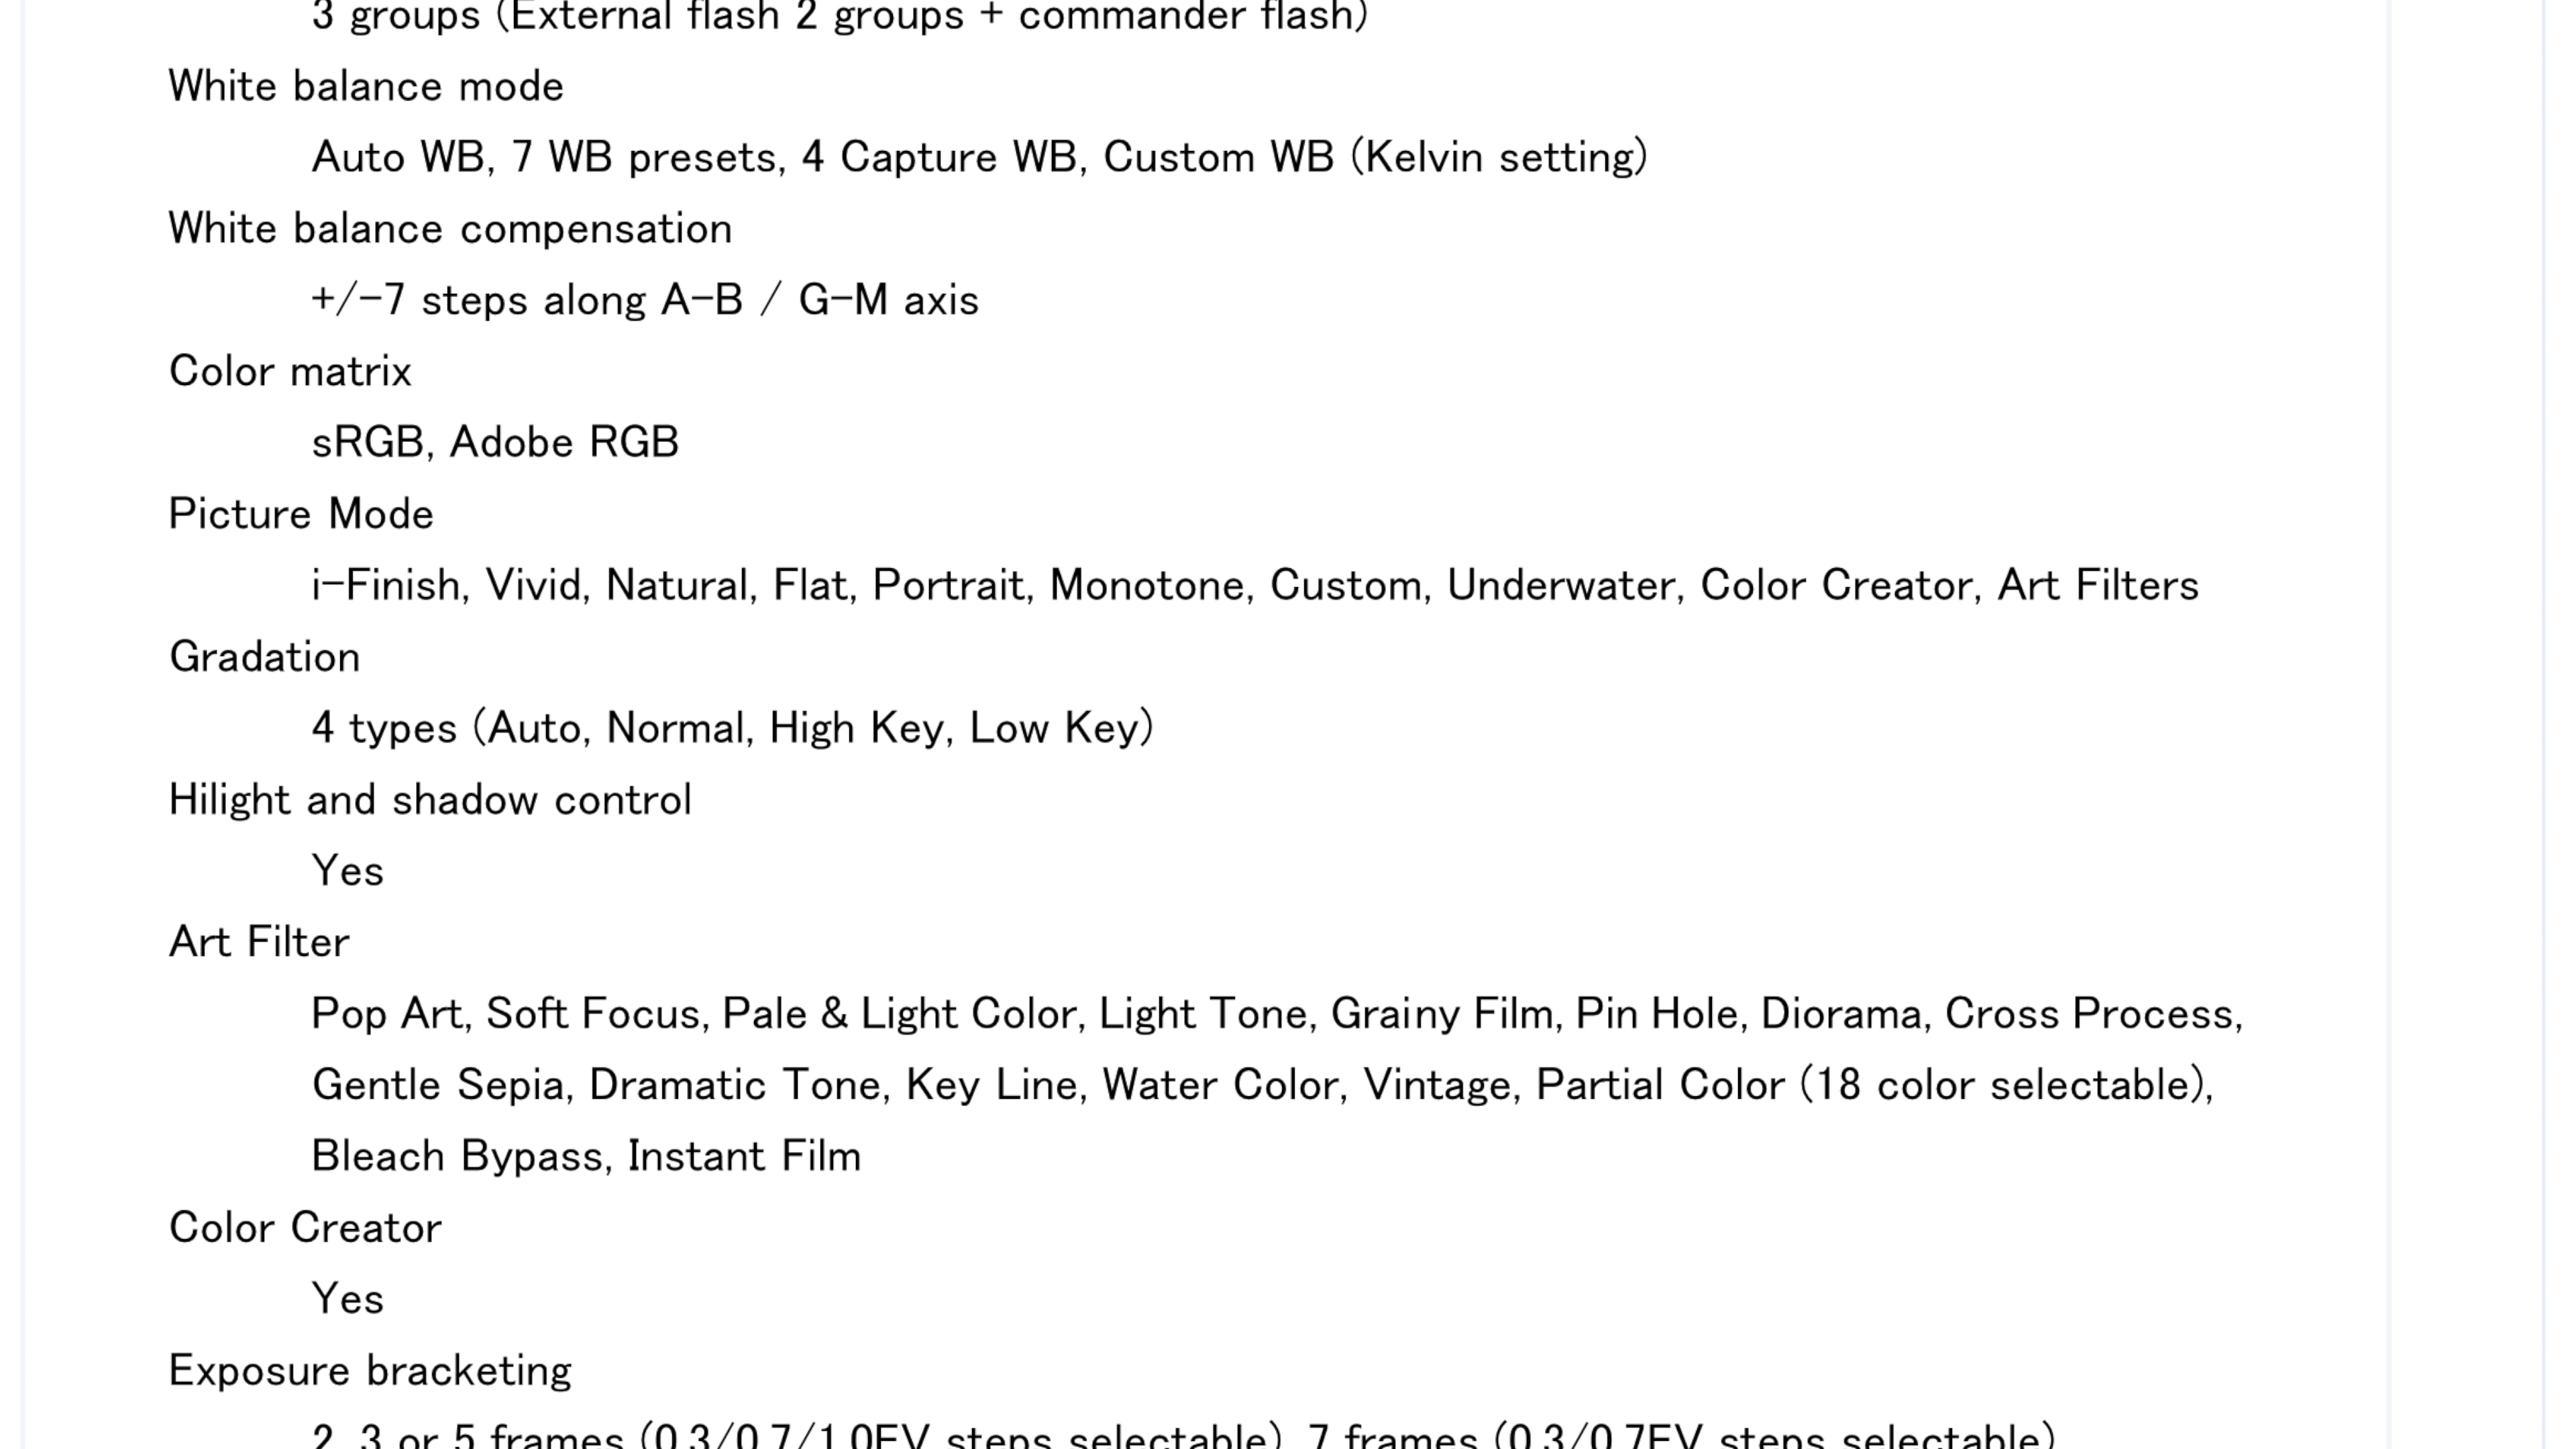 3 groups (External flash 2 groups + commander flash)
White balance mode
Auto WB, 7 WB presets, 4 Capture WB, Custom WB (Kelvin setting)
White balance compensation
+/-7 steps along A-B / G-M axis
Color matrix
sRGB, Adobe RGB
Picture Mode
i-Finish, Vivid, Natural, Flat, Portrait, Monotone, Custom, Underwater, Color Creator, Art Filters
Gradation
4 types (Auto, Normal, High Key, Low Key)
Hilight and shadow control
Yes
Art Filter
Pop Art, Soft Focus, Pale & Light Color, Light Tone, Grainy Film, Pin Hole, Diorama, Cross Process,
Gentle Sepia, Dramatic Tone, Key Line, Water Color, Vintage, Partial Color (18 color selectable),
Bleach Bypass, Instant Film
Color Creator
Yes
Exposure bracketing
2, 3 or 5 frames (0.3/0.7/1.0EV steps selectable), 7 frames (0.3/0.7EV steps selectable)